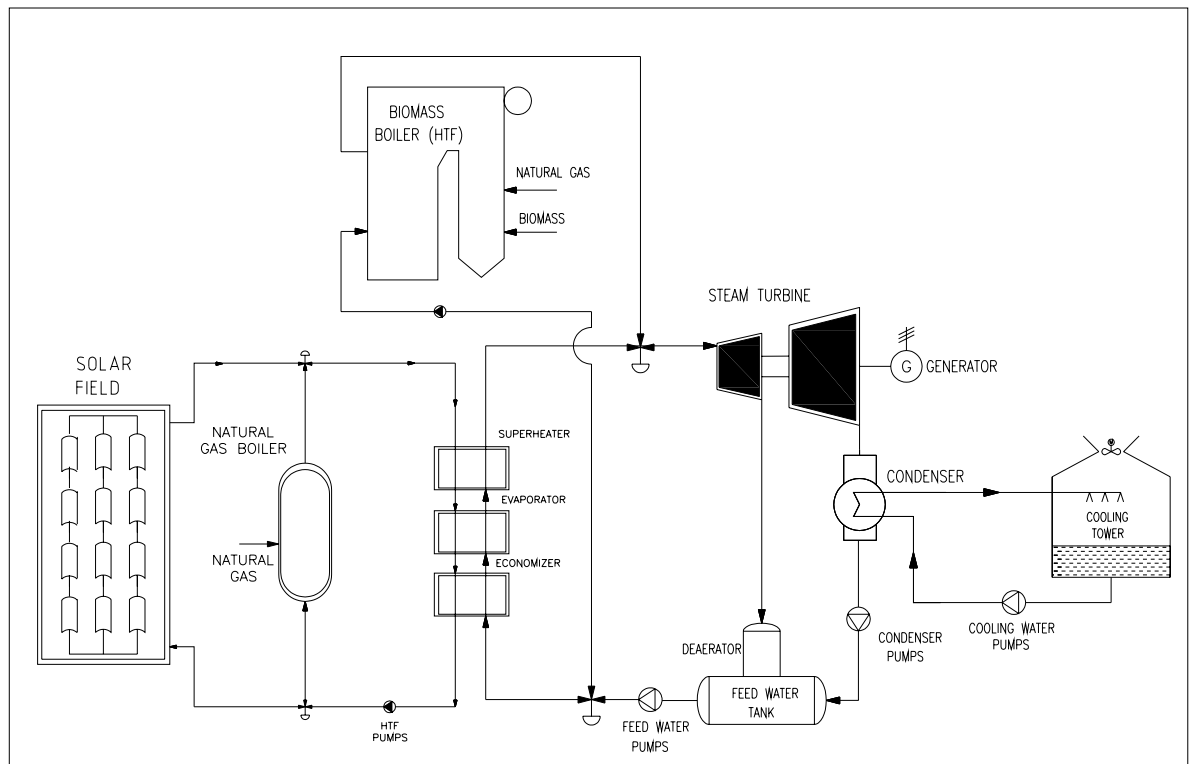 BIOMASS
BOILER (HTF)
NATURAL GAS
BIOMASS
STEAM TURBINE
SOLAR
FIELD
G
GENERATOR
NATURAL
GAS BOILER
SUPERHEATER
CONDENSER
EVAPORATOR
COOLING
TOWER
NATURAL
GAS
ECONOMIZER
COOLING WATER
PUMPS
CONDENSER
PUMPS
DEAERATOR
FEED WATER
TANK
HTF
PUMPS
FEED WATER
PUMPS